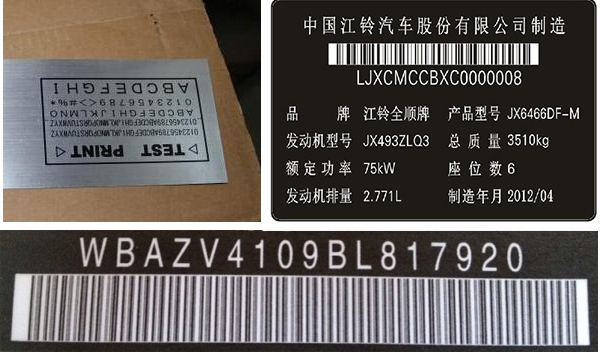 TEST PRINT
0123456789ABCDEFGHIJKLMNOPQRSTUVWXYZ
0123456789ABCDEFGHIJKLMNOPQRSTUVWXYZ
ABCDEFGHIJKLMNO
ABCDEFGHI
中国江铃汽车股份有限公司制造
LJXCMCCBXC0000008
品 牌 江铃全顺牌 产品型号 JX6466DF-M
发动机型号 JX493ZLQ3 总质量 3510kg
额定功率 75kW 座位数 6
发动机排量 2.771L 制造年月 2012/04
WBAZV4109BL817920